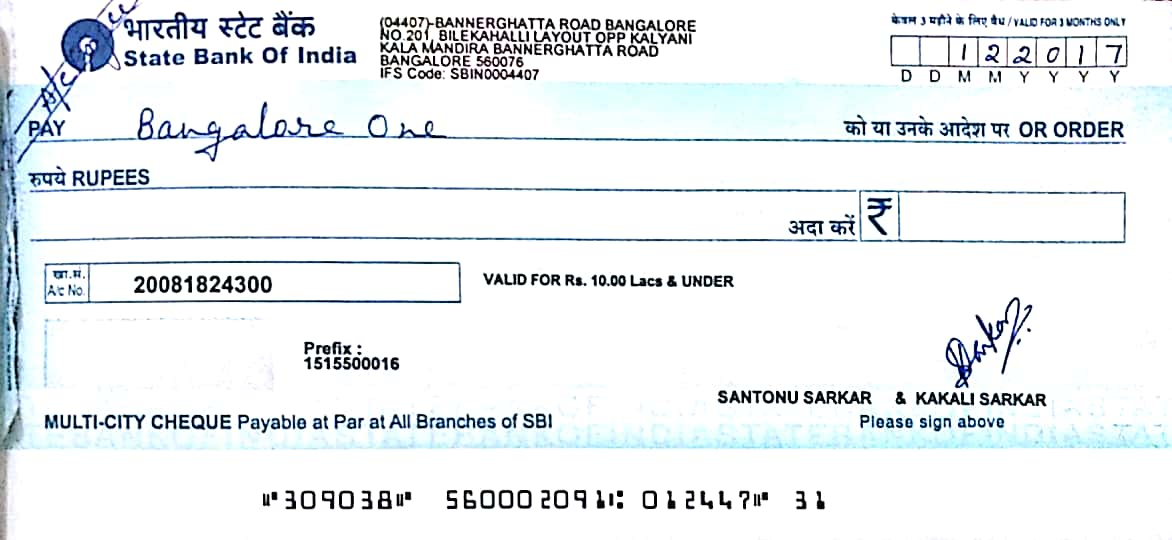 A/c
भारतीय स्टेट बैंक
State Bank Of India
(04407)-BANNERGHATTA ROAD BANGALORE
NO.201, BILEKAHALLI LAYOUT OPP KALYANI
KALA MANDIRA BANNERGHATTA ROAD
BANGALORE 560076
IFS Code: SBIN0004407
केवल 3 महीने के लिए वैध / VALID FOR 3 MONTHS ONLY
1 2 2 0 1 7
D D M M Y Y Y Y
PAY Bangalore One को या उनके आदेश पर OR ORDER
रुपये RUPEES
अदा करें ₹
खा.सं.
A/c No. 20081824300
VALID FOR Rs. 10.00 Lacs & UNDER
Prefix :
1515500016
Sarkar
SANTONU SARKAR & KAKALI SARKAR
MULTI-CITY CHEQUE Payable at Par at All Branches of SBI
Please sign above
⑈309038⑈ 560002091⑆ 012447⑈ 31